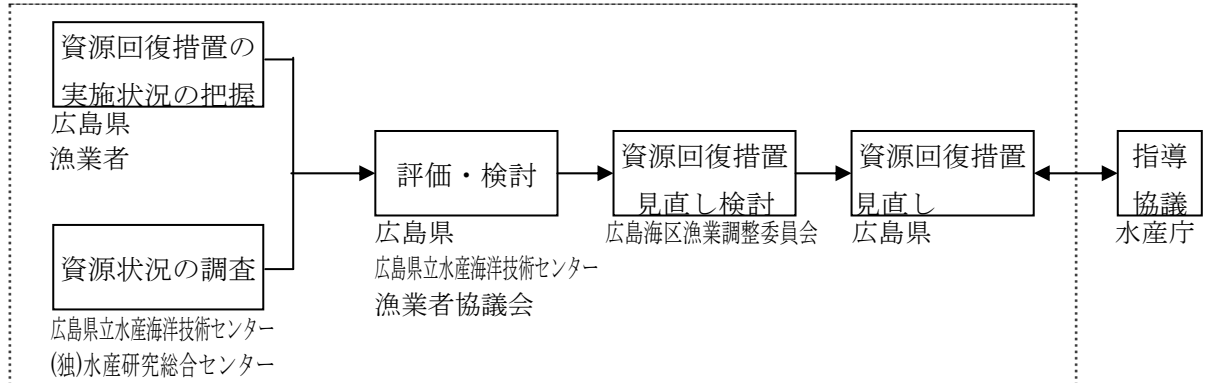 資源回復措置の
実施状況の把握
広島県
漁業者
資源状況の調査
広島県立水産海洋技術センター
(独)水産研究総合センター
評価・検討
広島県
広島県立水産海洋技術センター
漁業者協議会
資源回復措置
見直し検討
広島海区漁業調整委員会
資源回復措置
見直し
広島県
指導
協議
水産庁